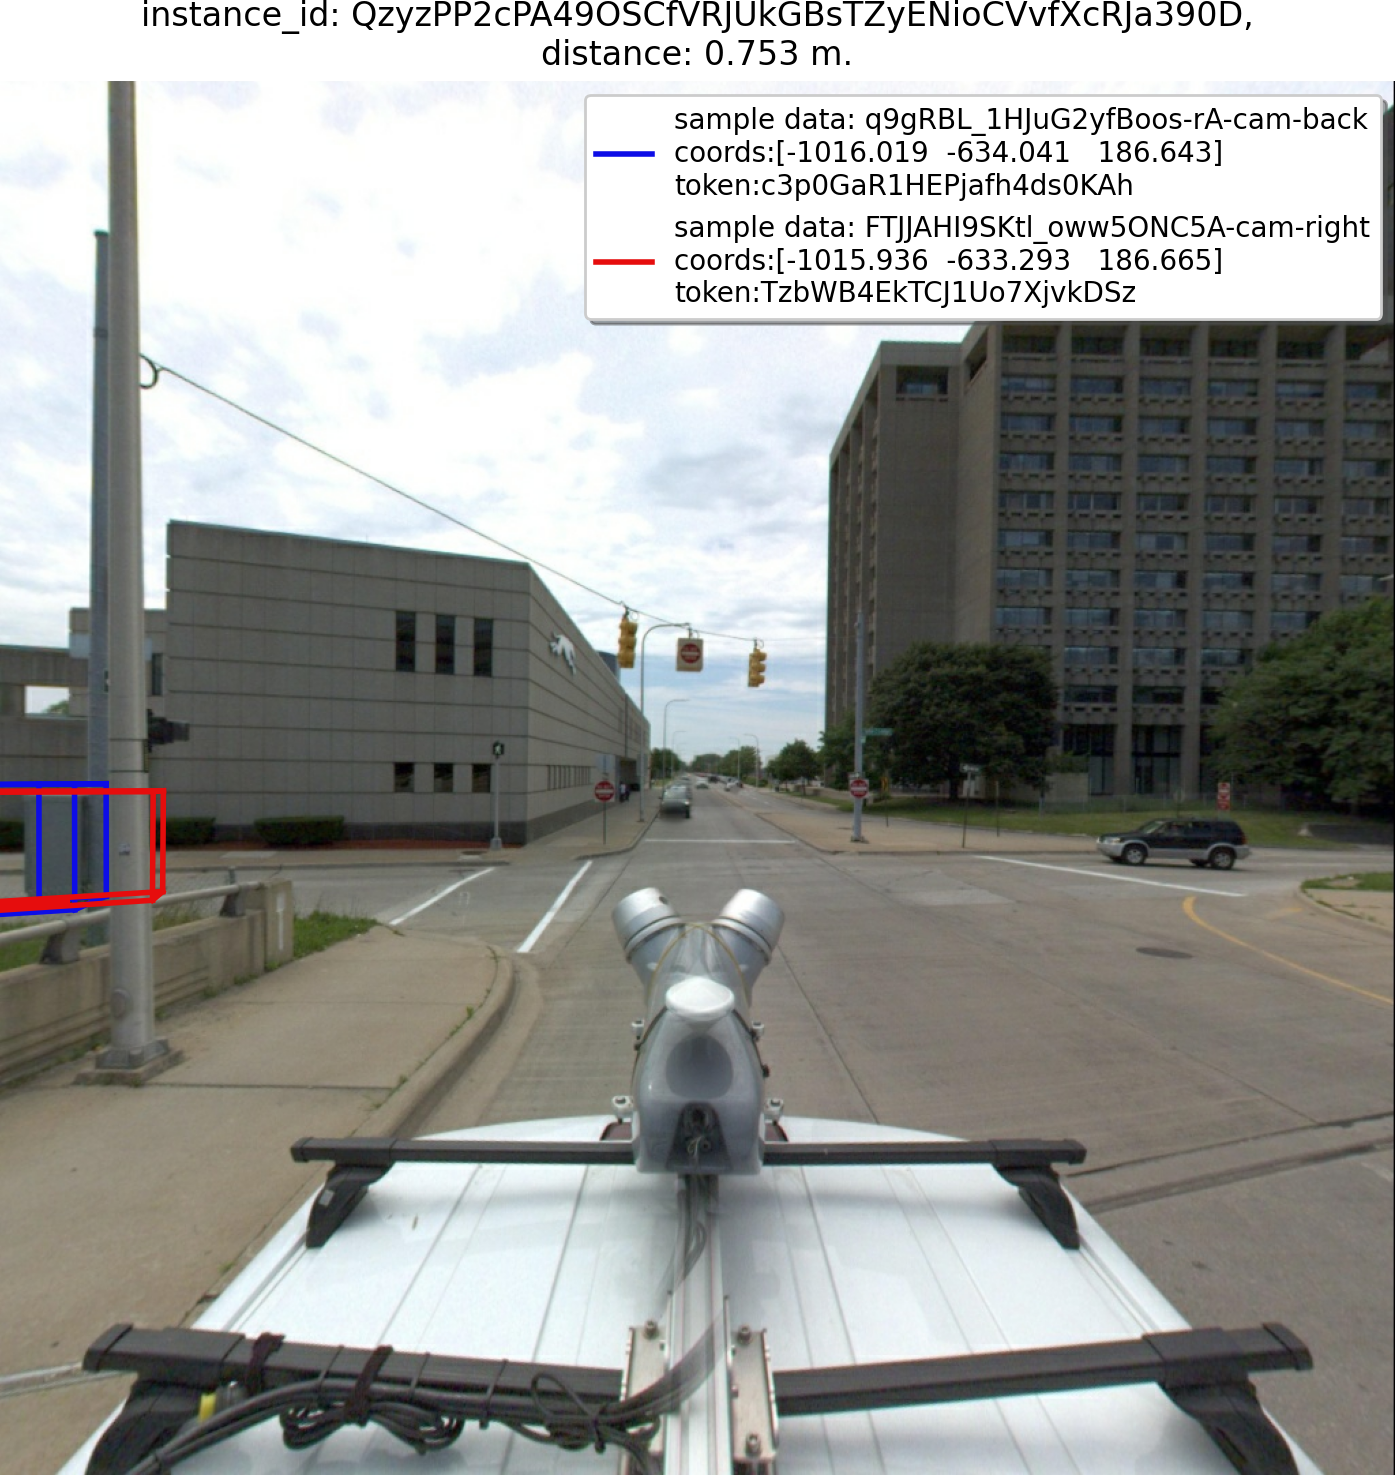 instance_id: QzyzPP2cPA49OSCfVRJUkGBsTZyENioCVvfXcRJa390D,
distance: 0.753 m.
sample data: q9gRBL_1HJuG2yfBoos-rA-cam-back
coords:[-1016.019  -634.041   186.643]
token:c3p0GaR1HEPjafh4ds0KAh
sample data: FTJJAHI9SKtl_oww5ONC5A-cam-right
coords:[-1015.936  -633.293   186.665]
token:TzbWB4EkTCJ1Uo7XjvkDSz